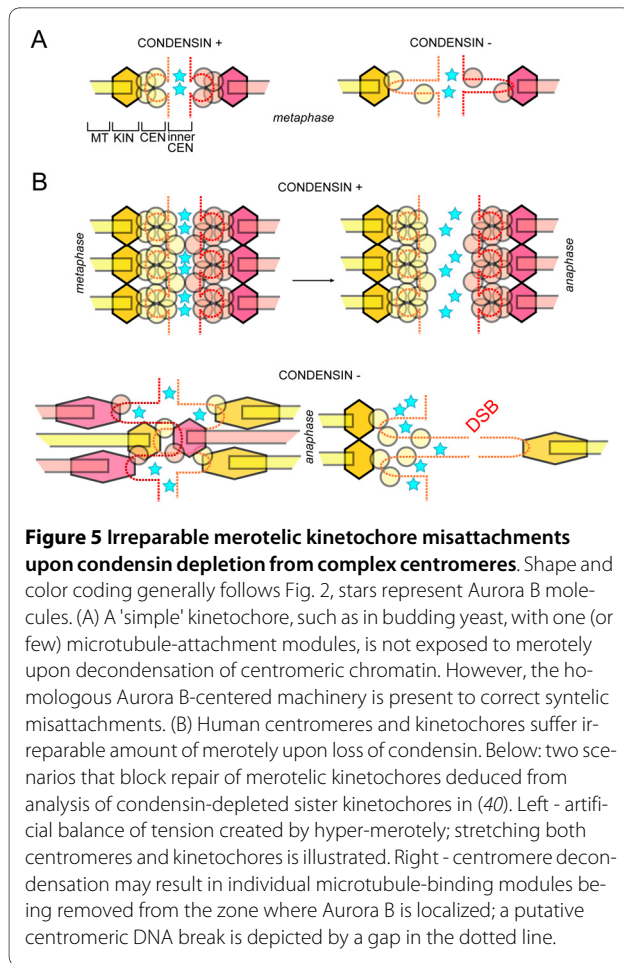 A
CONDENSIN +
CONDENSIN -
metaphase
MT KIN CEN inner
CEN
B
CONDENSIN +
metaphase
anaphase
CONDENSIN -
anaphase
DSB
Figure 5 Irreparable merotelic kinetochore misattachments
upon condensin depletion from complex centromeres. Shape and
color coding generally follows Fig. 2, stars represent Aurora B mole-
cules. (A) A 'simple' kinetochore, such as in budding yeast, with one (or
few) microtubule-attachment modules, is not exposed to merotely
upon decondensation of centromeric chromatin. However, the ho-
mologous Aurora B-centered machinery is present to correct syntelic
misattachments. (B) Human centromeres and kinetochores suffer ir-
reparable amount of merotely upon loss of condensin. Below: two sce-
narios that block repair of merotelic kinetochores deduced from
analysis of condensin-depleted sister kinetochores in (40). Left - artifi-
cial balance of tension created by hyper-merotely; stretching both
centromeres and kinetochores is illustrated. Right - centromere decon-
densation may result in individual microtubule-binding modules be-
ing removed from the zone where Aurora B is localized; a putative
centromeric DNA break is depicted by a gap in the dotted line.